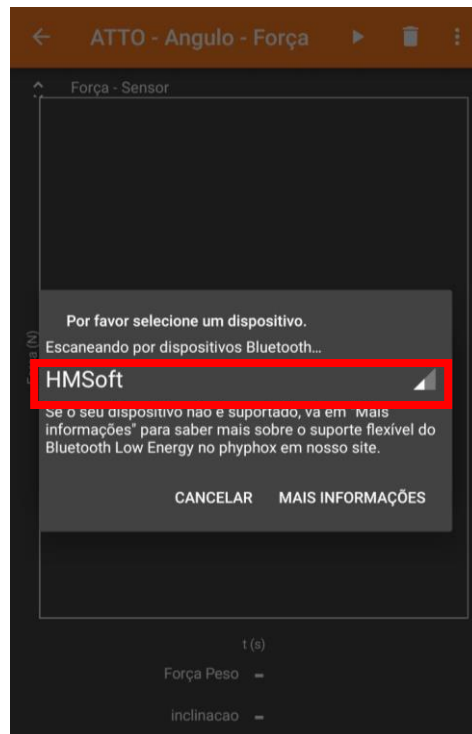 ATTO - Angulo - Força
Força - Sensor
Por favor selecione um dispositivo.
Escaneando por dispositivos Bluetooth...
HMSoft
Se o seu dispositivo não é suportado, vá em "Mais
informações" para saber mais sobre o suporte flexível do
Bluetooth Low Energy no phyphox em nosso site.
CANCELAR MAIS INFORMAÇÕES
(N)
t (s)
Força Peso -
inclinacao -